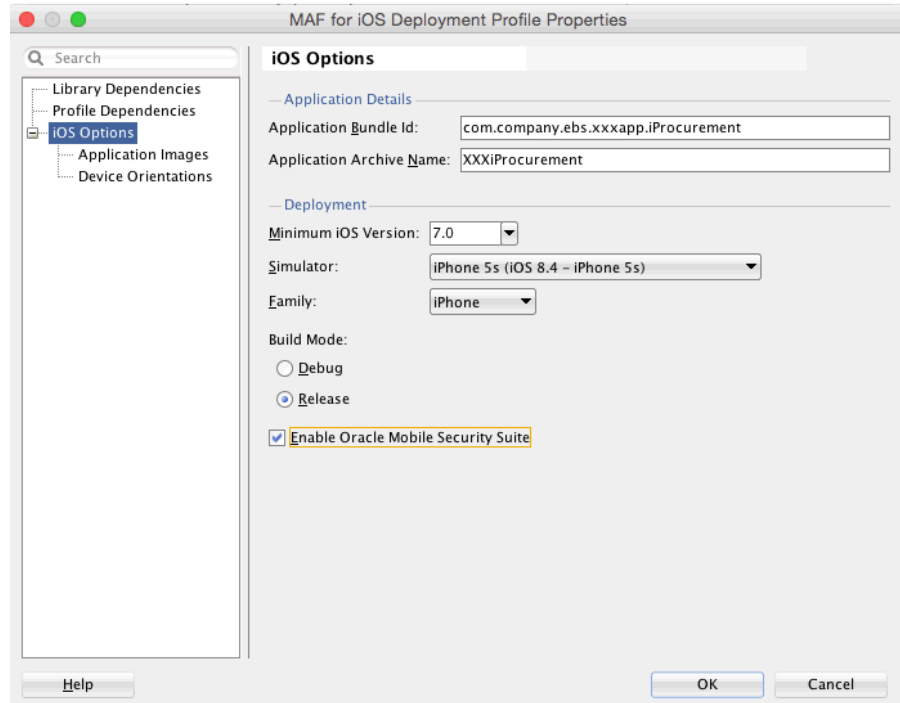 MAF for iOS Deployment Profile Properties
Search
Library Dependencies
Profile Dependencies
iOS Options
Application Images
Device Orientations
iOS Options
Application Details
Application Bundle Id: com.company.ebs.xxxapp.iProcurement
Application Archive Name: XXXiProcurement
Deployment
Minimum iOS Version: 7.0
Simulator: iPhone 5s (iOS 8.4 – iPhone 5s)
Family: iPhone
Build Mode:
Debug
Release
Enable Oracle Mobile Security Suite
Help OK Cancel